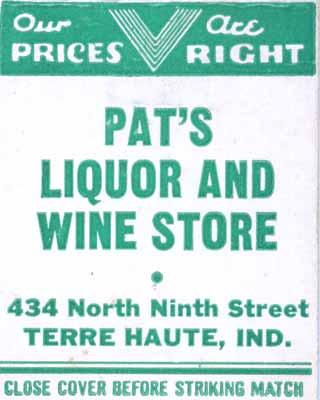 Our Are
PRICES RIGHT
PAT'S
LIQUOR AND
WINE STORE
434 North Ninth Street
TERRE HAUTE, IND.
CLOSE COVER BEFORE STRIKING MATCH